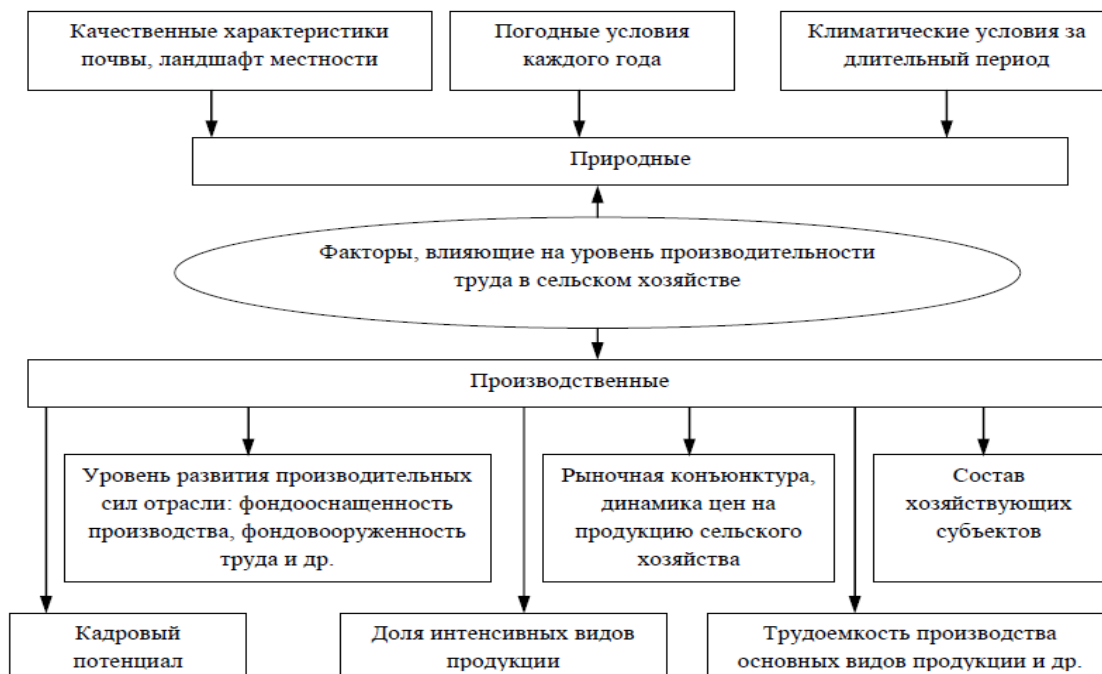 Качественные характеристики
почвы, ландшафт местности
Погодные условия
каждого года
Климатические условия за
длительный период
Природные
Факторы, влияющие на уровень производительности
труда в сельском хозяйстве
Производственные
Уровень развития производительных
сил отрасли: фондооснащенность
производства, фондовооруженность
труда и др.
Рыночная конъюнктура,
динамика цен на
продукцию сельского
хозяйства
Состав
хозяйствующих
субъектов
Кадровый
потенциал
Доля интенсивных видов
продукции
Трудоемкость производства
основных видов продукции и др.